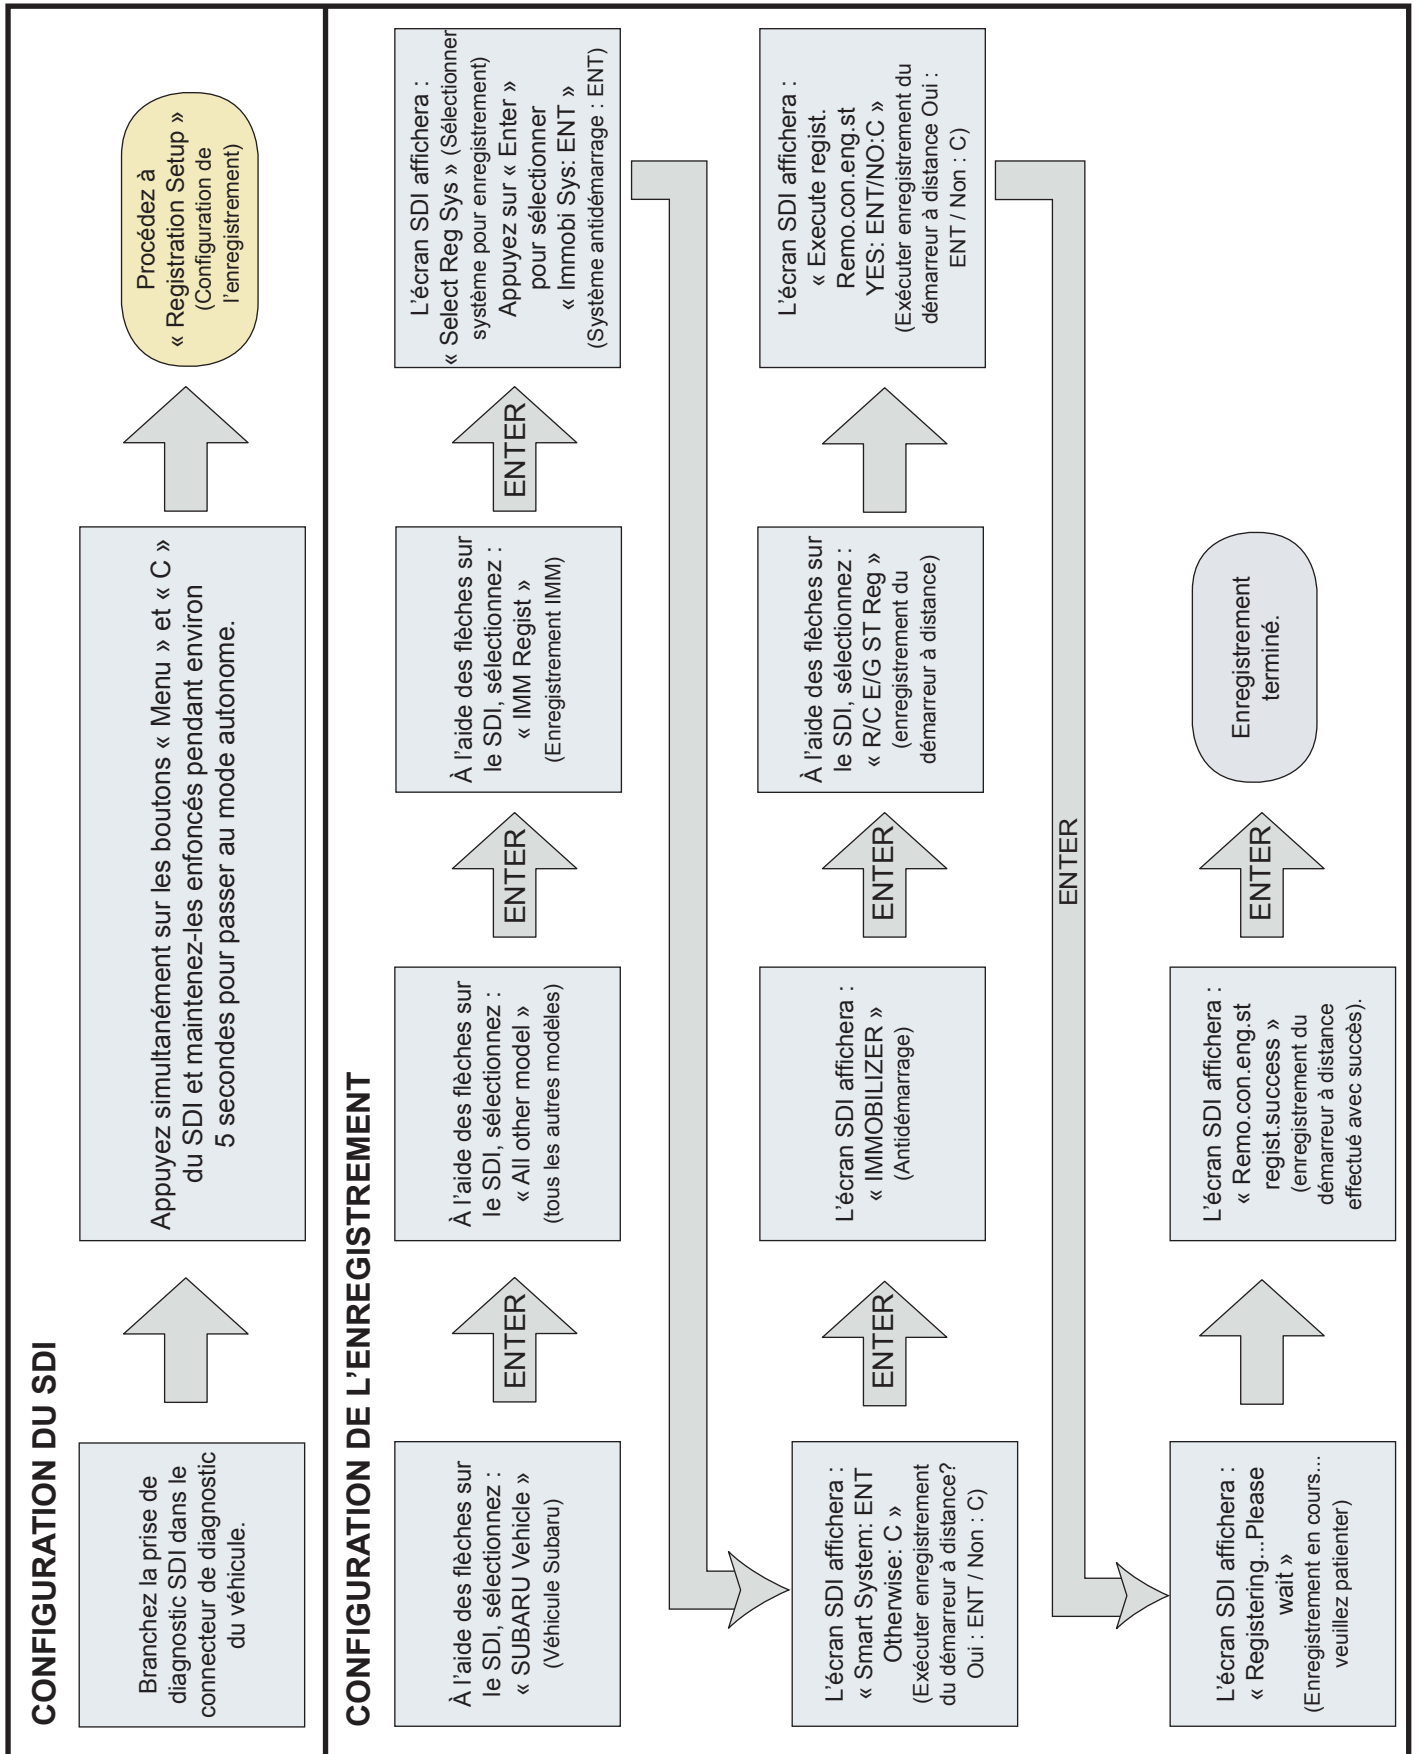 CONFIGURATION DU SDI
Branchez la prise de
diagnostic SDI dans le
connecteur de diagnostic
du véhicule.
Appuyez simultanément sur les boutons « Menu » et « C »
du SDI et maintenez-les enfoncés pendant environ
5 secondes pour passer au mode autonome.
Procédez à
« Registration Setup »
(Configuration de
l'enregistrement)
CONFIGURATION DE L'ENREGISTREMENT
À l'aide des flèches sur
le SDI, sélectionnez :
« SUBARU Vehicle »
(Véhicule Subaru)
ENTER
À l'aide des flèches sur
le SDI, sélectionnez :
« All other model »
(tous les autres modèles)
ENTER
À l'aide des flèches sur
le SDI, sélectionnez :
« IMM Regist »
(Enregistrement IMM)
ENTER
L'écran SDI affichera :
« Select Reg Sys » (Sélectionner
système pour enregistrement)
Appuyez sur « Enter »
pour sélectionner
« Immobi Sys: ENT »
(Système antidémarrage : ENT)
L'écran SDI affichera :
« Smart System: ENT
Otherwise: C »
(Exécuter enregistrement
du démarreur à distance?
Oui : ENT / Non : C)
ENTER
L'écran SDI affichera :
« IMMOBILIZER »
(Antidémarrage)
À l'aide des flèches sur
le SDI, sélectionnez :
« R/C E/G ST Reg »
(enregistrement du
démarreur à distance)
L'écran SDI affichera :
« Execute regist.
Remo.con.eng.st
YES: ENT/NO:C »
(Exécuter enregistrement du
démarreur à distance Oui :
ENT / Non : C)
ENTER
L'écran SDI affichera :
« Registering...Please
wait »
(Enregistrement en cours...
veuillez patienter)
L'écran SDI affichera :
« Remo.con.eng.st
regist.success »
(enregistrement du
démarreur à distance
effectué avec succès).
ENTER
Enregistrement
terminé.